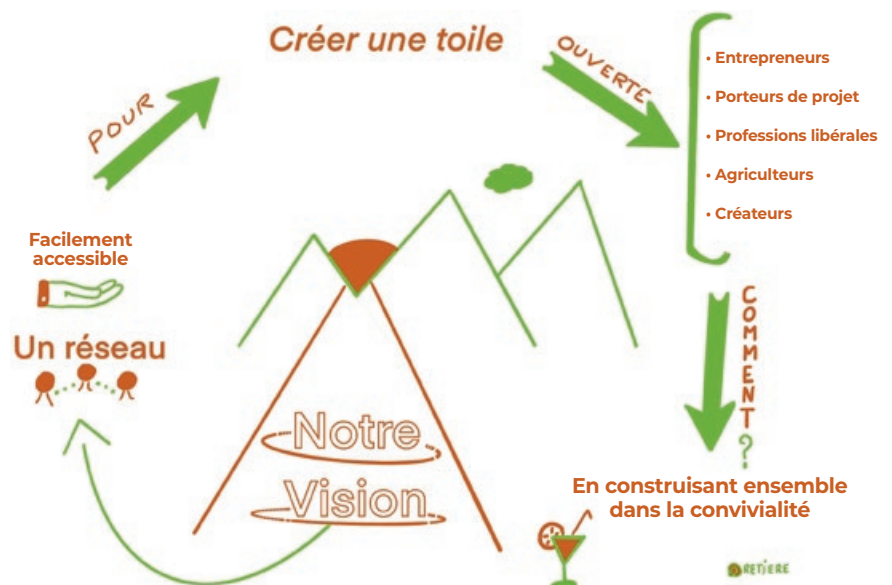 Créer une toile
POUR
OUVERTE
• Entrepreneurs
• Porteurs de projet
• Professions libérales
• Agriculteurs
• Créateurs
Facilement
accessible
Un réseau
Notre
Vision
COMMENT?
En construisant ensemble
dans la convivialité
RETIERE